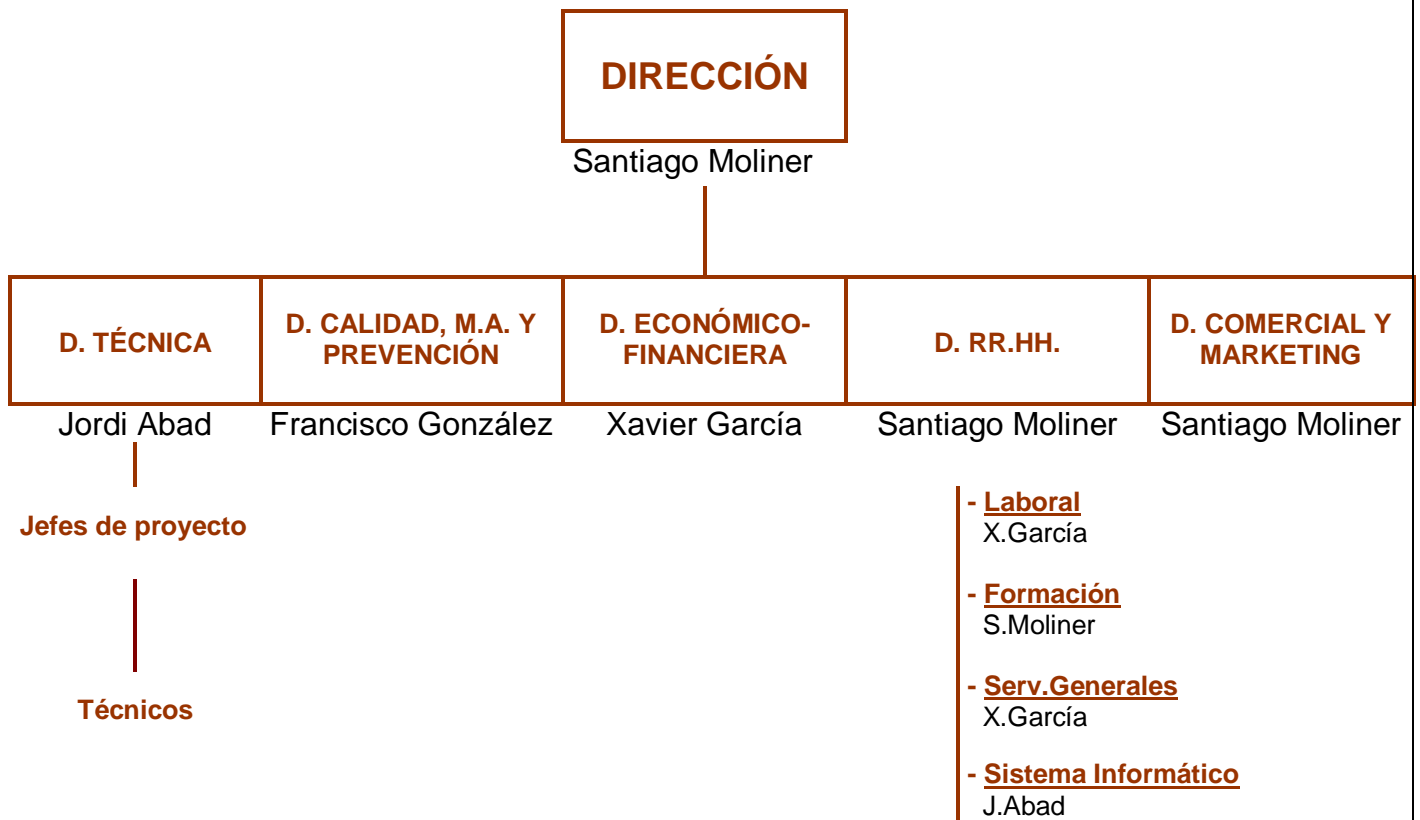 DIRECCIÓN
Santiago Moliner
D. TÉCNICA
D. CALIDAD, M.A. Y
PREVENCIÓN
D. ECONÓMICO-
FINANCIERA
D. RR.HH.
D. COMERCIAL Y
MARKETING
Jordi Abad
Francisco González
Xavier García
Santiago Moliner
Santiago Moliner
Jefes de proyecto
Técnicos
- Laboral
X.García
- Formación
S.Moliner
- Serv.Generales
X.García
- Sistema Informático
J.Abad